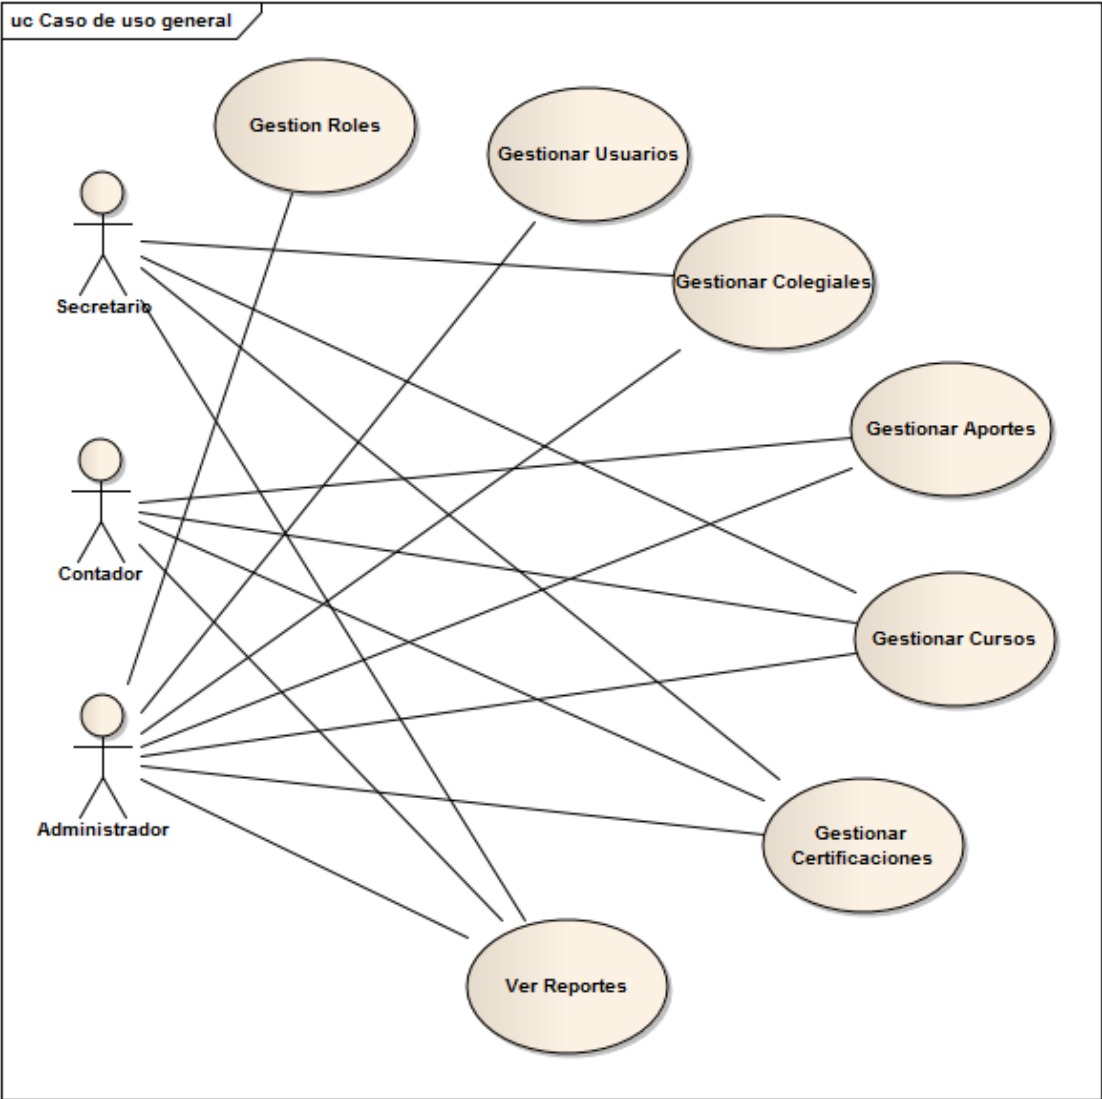 uc Caso de uso general
Gestion Roles
Gestionar Usuarios
Gestionar Colegiales
Secretario
Gestionar Aportes
Contador
Gestionar Cursos
Administrador
Gestionar
Certificaciones
Ver Reportes